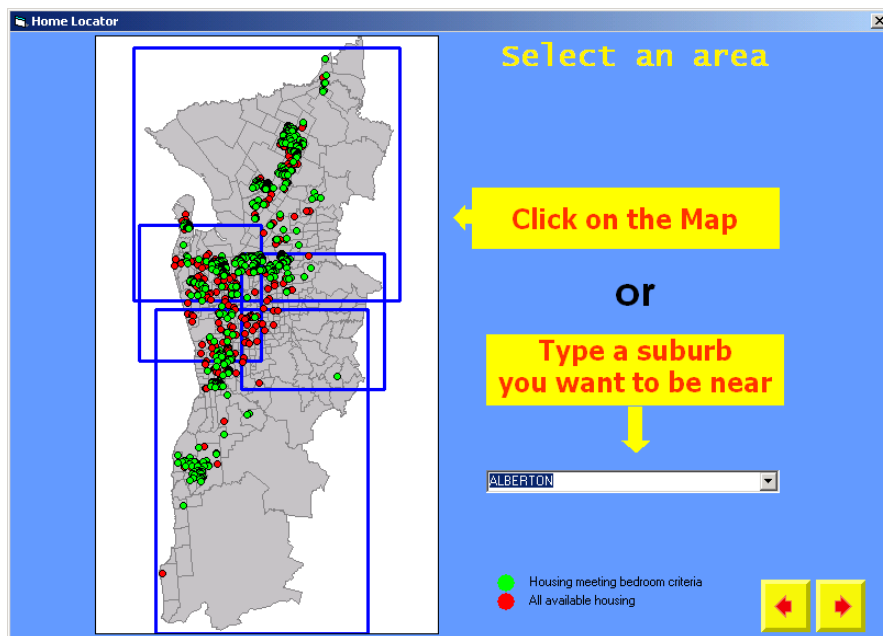 Home Locator
Select an area
Click on the Map
or
Type a suburb
you want to be near
ALBERTON
Housing meeting bedroom criteria
All available housing